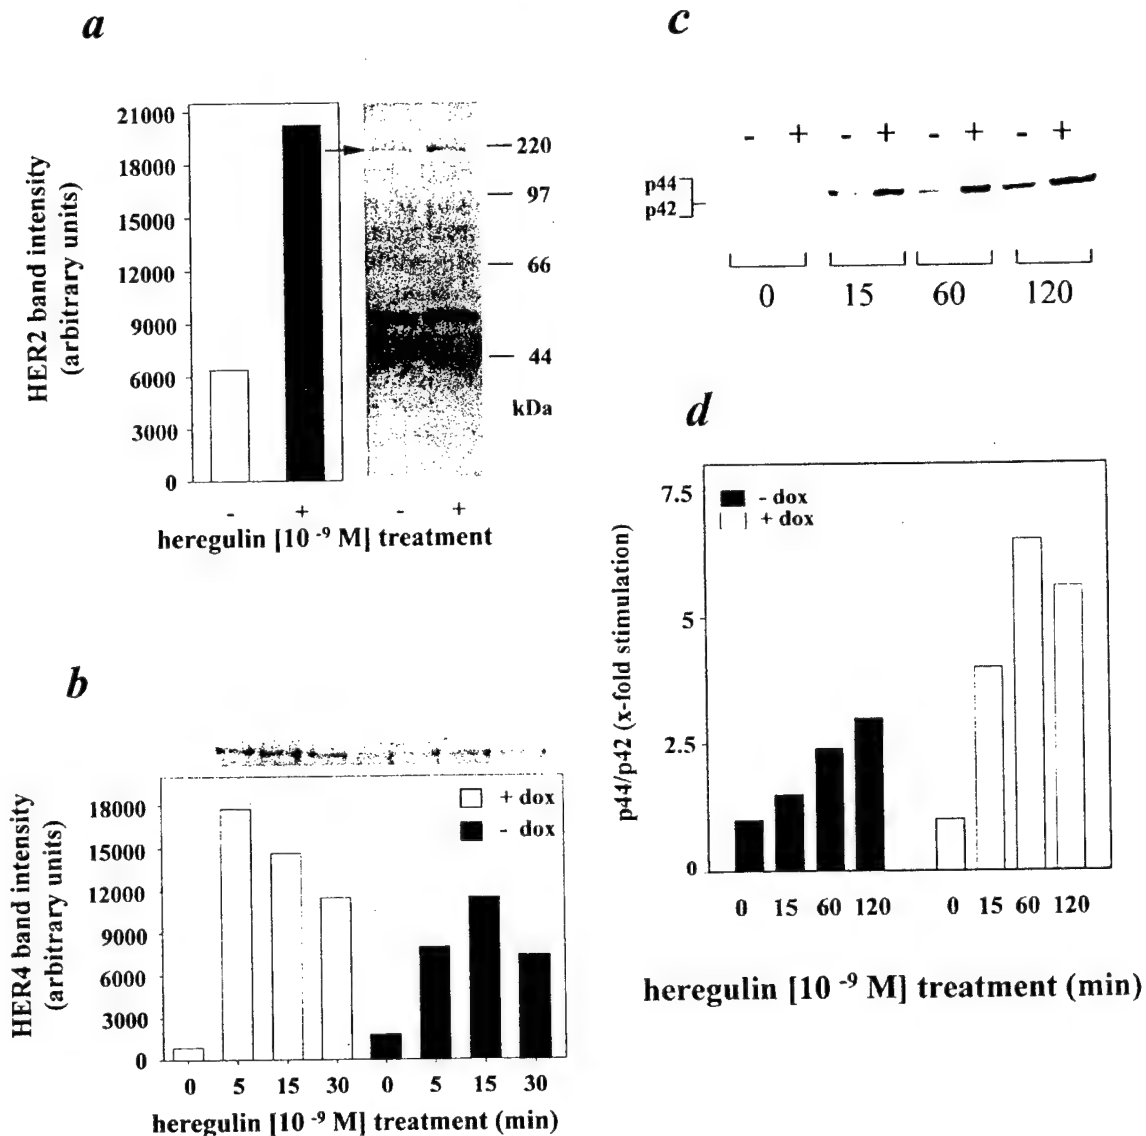 a
21000
18000
15000
12000
9000
6000
3000
0
HER2 band intensity
(arbitrary units)
220
97
66
44
kDa
- + - +
heregulin [10 -9 M] treatment
b
18000
15000
12000
9000
6000
3000
0
HER4 band intensity
(arbitrary units)
+ dox
- dox
0 5 15 30 0 5 15 30
heregulin [10 -9 M] treatment (min)
c
- + - + - + - +
p44
p42
0 15 60 120
d
7.5
5
2.5
0
p44/p42 (x-fold stimulation)
- dox
+ dox
0 15 60 120 0 15 60 120
heregulin [10 -9 M] treatment (min)